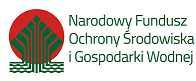 Narodowy Fundusz
Ochrony Środowiska
i Gospodarki Wodnej